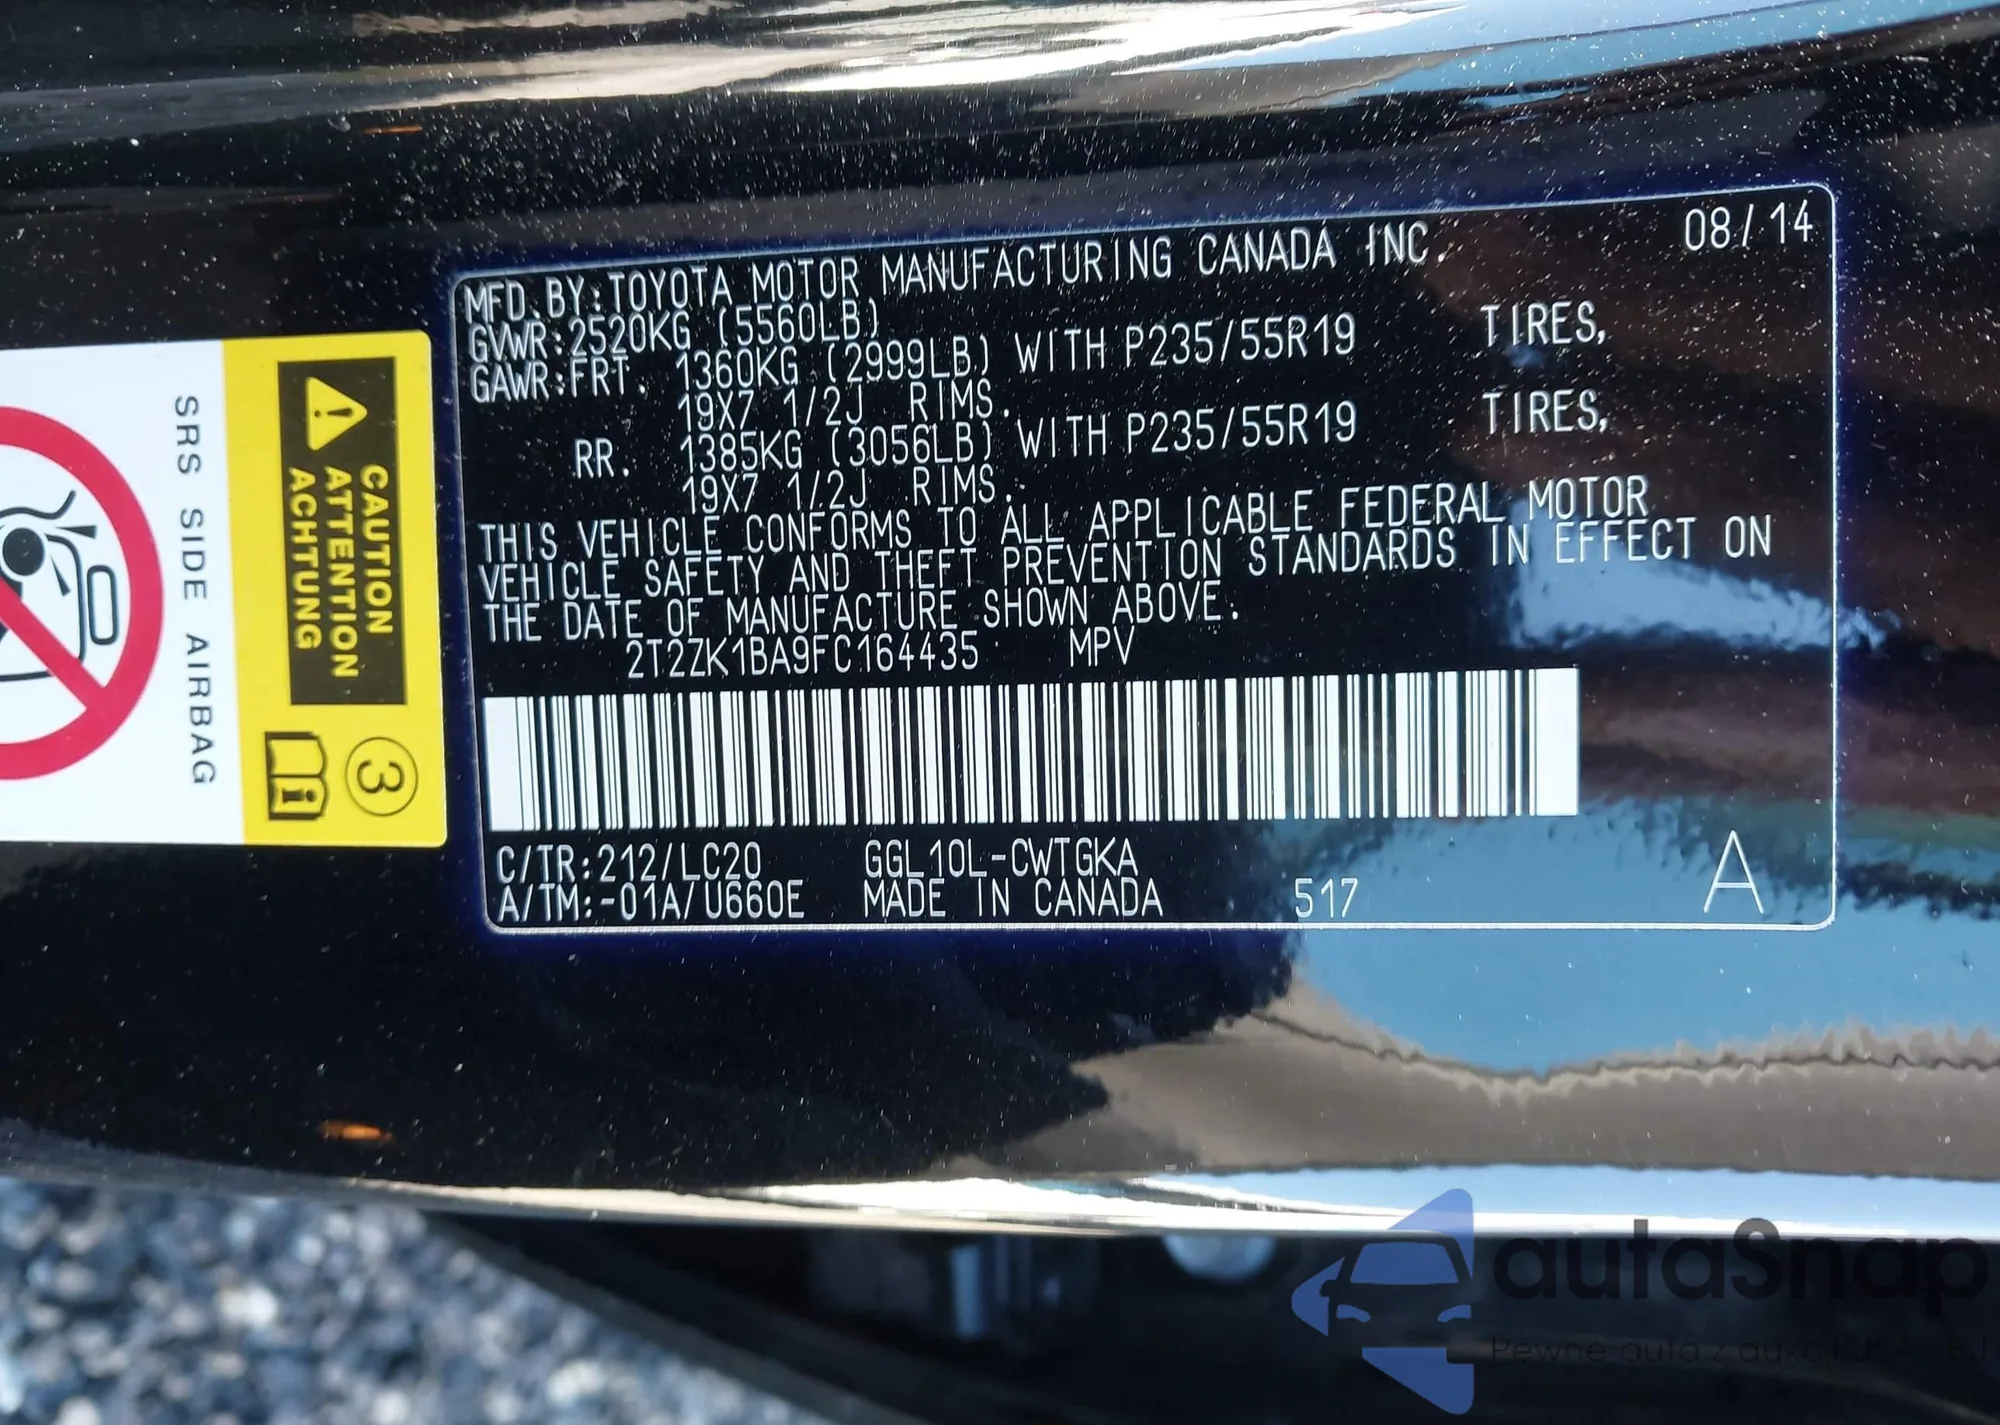 08/14
MFD.BY:TOYOTA MOTOR MANUFACTURING CANADA INC.
GVWR:2520KG (5560LB)
GAWR:FRT. 1360KG (2999LB) WITH P235/55R19 TIRES,
19X7 1/2J RIMS.
RR. 1385KG (3056LB) WITH P235/55R19 TIRES,
19X7 1/2J RIMS.
THIS VEHICLE CONFORMS TO ALL APPLICABLE FEDERAL MOTOR
VEHICLE SAFETY AND THEFT PREVENTION STANDARDS IN EFFECT ON
THE DATE OF MANUFACTURE SHOWN ABOVE.
2T2ZK1BA9FC164435 MPV
C/TR:212/LC20 GGL10L-CWTGKA
A/TM:-01A/U660E MADE IN CANADA 517 A
CAUTION
ATTENTION
ACHTUNG
3
SRS SIDE AIRBAG
autaSnap
Pewne auta z aukcji